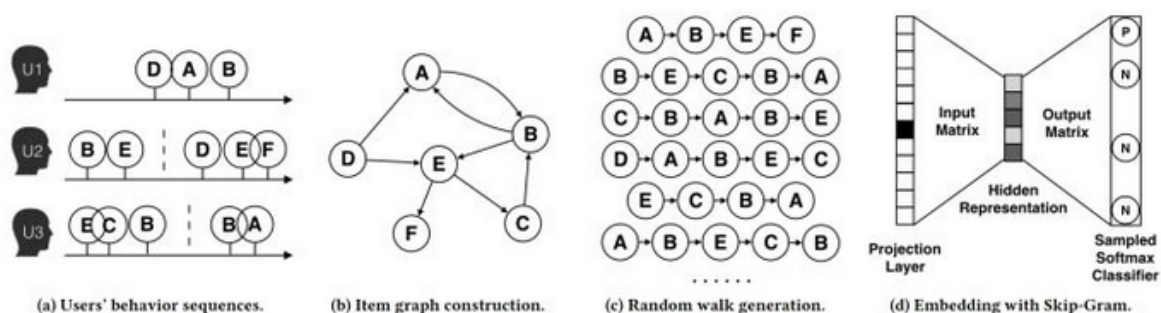 U1
D A B
U2
B E D E F
U3
E C B B A
(a) Users' behavior sequences.
A
B
D
E
C
F
(b) Item graph construction.
A B E F
B E C B A
C B A B E
D A B E C
E C B A
A B E C B
......
(c) Random walk generation.
Input
Matrix
Output
Matrix
Hidden
Representation
Projection
Layer
P
N
N
N
Sampled
Softmax
Classifier
(d) Embedding with Skip-Gram.